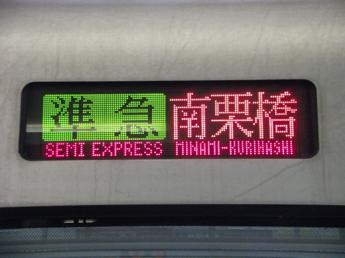 準急 南栗橋
SEMI EXPRESS MINAMI-KURIHASHI